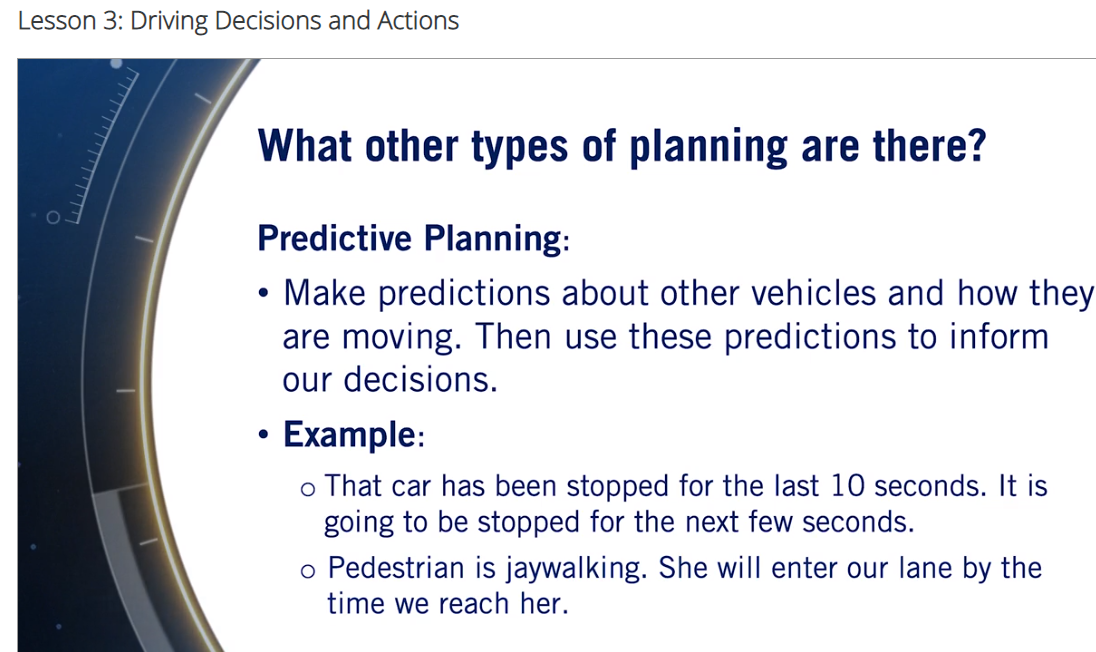 Lesson 3: Driving Decisions and Actions
What other types of planning are there?
Predictive Planning:
• Make predictions about other vehicles and how they
are moving. Then use these predictions to inform
our decisions.
• Example:
o That car has been stopped for the last 10 seconds. It is
going to be stopped for the next few seconds.
o Pedestrian is jaywalking. She will enter our lane by the
time we reach her.